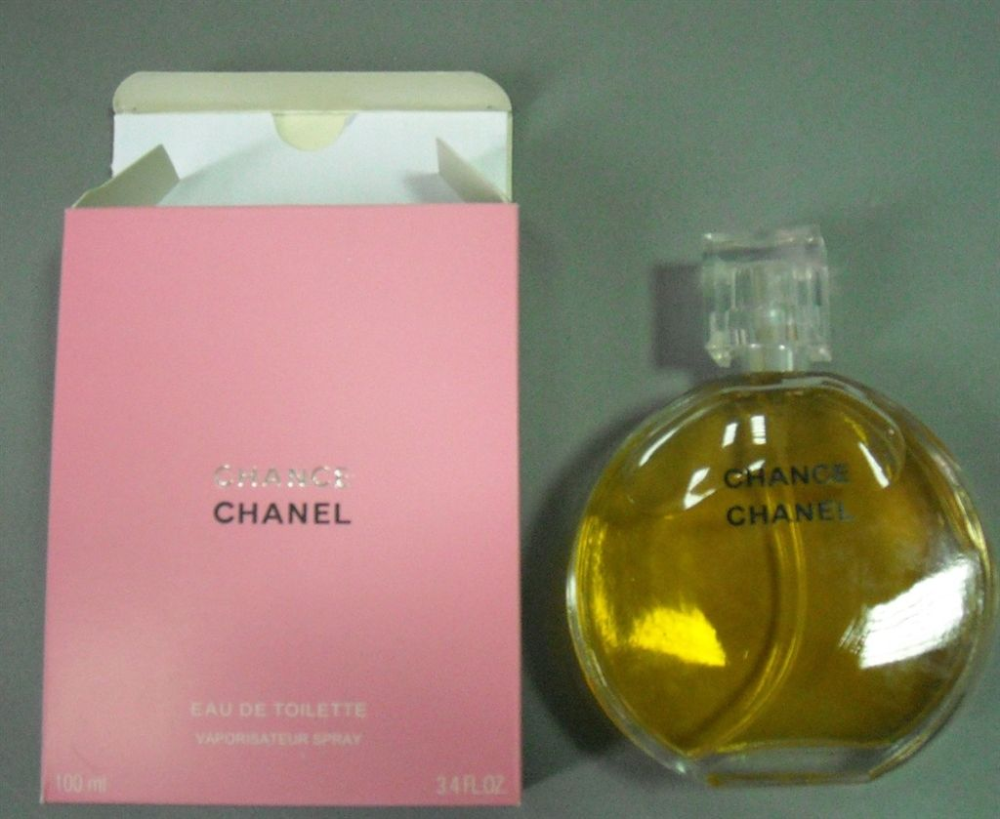 CHANCE
CHANEL
EAU DE TOILETTE
VAPORISATEUR SPRAY
100 ml
3.4 FL.OZ
CHANCE
CHANEL